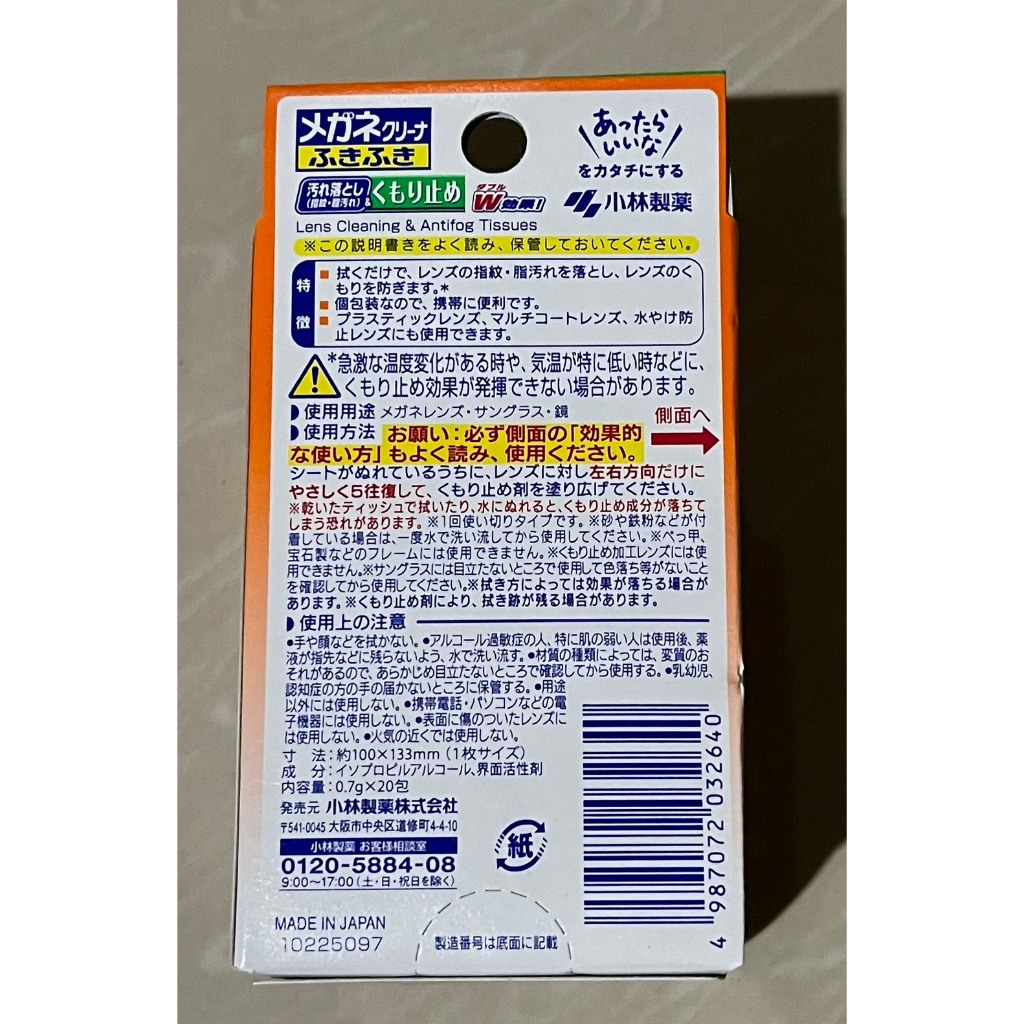 メガネクリーナ
ふきふき
あったら
いいな
をカタチにする
汚れ落とし
(指紋・脂汚れ)
&
くもり止め
ダブル
W効果!
小林製薬
Lens Cleaning & Antifog Tissues
※この説明書きをよく読み、保管しておいてください。
特徴
■ 拭くだけで、レンズの指紋・脂汚れを落とし、レンズのく
もりを防ぎます。*
■ 個包装なので、携帯に便利です。
■ プラスティックレンズ、マルチコートレンズ、水やけ防
止レンズにも使用できます。
*急激な温度変化がある時や、気温が特に低い時などに、
くもり止め効果が発揮できない場合があります。
使用用途 メガネレンズ・サングラス・鏡
側面へ
使用方法 お願い:必ず側面の「効果的
な使い方」もよく読み、使用ください。
シートがぬれているうちに、レンズに対し左右方向だけに
やさしく5往復して、くもり止め剤を塗り広げてください。
※乾いたティッシュで拭いたり、水にぬれると、くもり止め成分が落ちて
しまう恐れがあります。※1回使い切りタイプです。※砂や鉄粉などが付
着している場合は、一度水で洗い流してから使用してください。※べっ甲、
宝石製などのフレームには使用できません。※くもり止め加工レンズには使
用できません。※サングラスには目立たないところで使用して色落ち等がないこと
を確認してから使用してください。※拭き方によっては効果が落ちる場合が
あります。※くもり止め剤により、拭き跡が残る場合があります。
使用上の注意
●手や顔などを拭かない。●アルコール過敏症の人、特に肌の弱い人は使用後、薬
液が指先などに残らないよう、水で洗い流す。●材質の種類によっては、変質のお
それがあるので、あらかじめ目立たないところで確認してから使用する。●乳幼児、
認知症の方の手の届かないところに保管する。●用途
以外には使用しない。●携帯電話・パソコンなどの電
子機器には使用しない。●表面に傷のついたレンズに
は使用しない。●火気の近くでは使用しない。
寸 法:約100×133mm(1枚サイズ)
成 分:イソプロピルアルコール、界面活性剤
内容量:0.7g×20包
発売元 小林製薬株式会社
〒541-0045 大阪市中央区道修町4-4-10
小林製薬 お客様相談室
0120-5884-08
9:00～17:00(土・日・祝日を除く)
紙
4 987072 032640
MADE IN JAPAN
10225097
製造番号は底面に記載